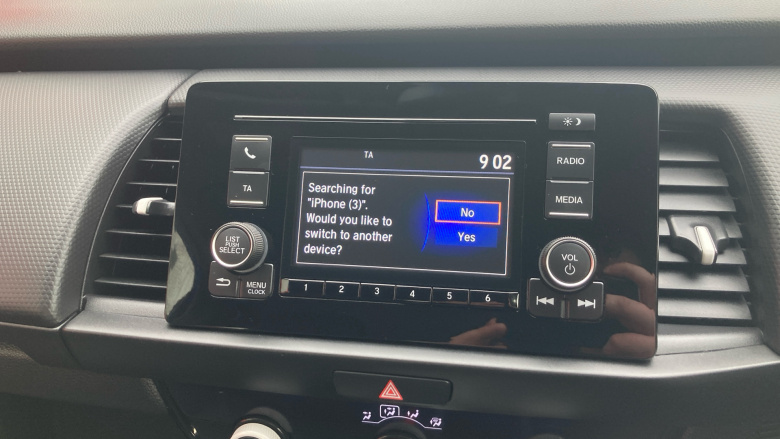 TA
9 02
RADIO
TA
MEDIA
Searching for
"iPhone (3)".
Would you like to
switch to another
device?
No
Yes
LIST
PUSH
SELECT
VOL
MENU
CLOCK
1 2 3 4 5 6